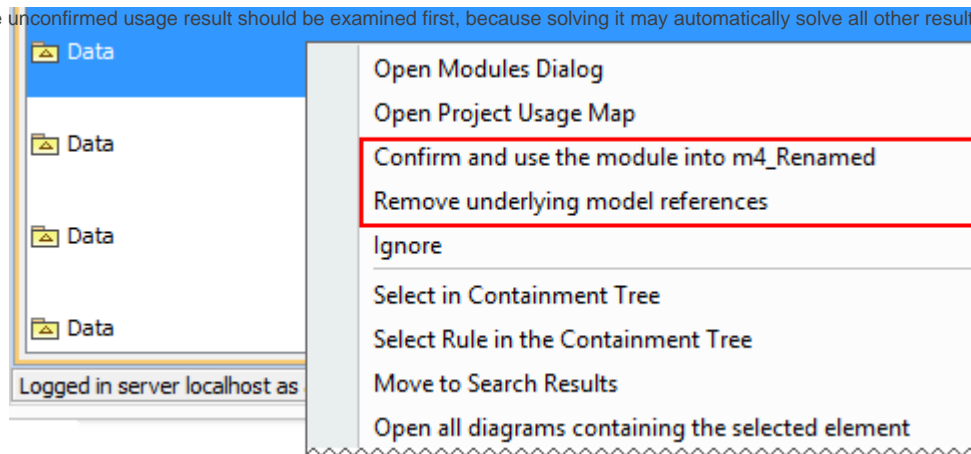 unconfirmed usage result should be examined first, because solving it may automatically solve all other
Data
Open Modules Dialog
Open Project Usage Map
Data
Confirm and use the module into m4_Renamed
Remove underlying model references
Data
Ignore
Select in Containment Tree
Data
Select Rule in the Containment Tree
Logged in server localhost as
Move to Search Results
Open all diagrams containing the selected element